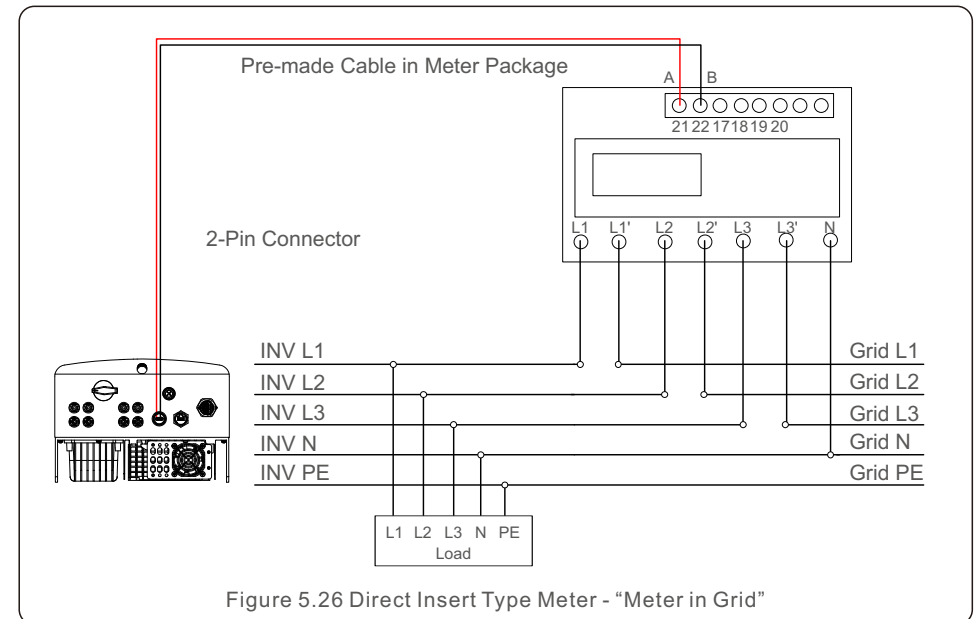 Pre-made Cable in Meter Package
A B
21 22 17 18 19 20
2-Pin Connector
L1 L1' L2 L2' L3 L3' N
INV L1 Grid L1
INV L2 Grid L2
INV L3 Grid L3
INV N Grid N
INV PE Grid PE
L1 L2 L3 N PE
Load
Figure 5.26 Direct Insert Type Meter - “Meter in Grid”